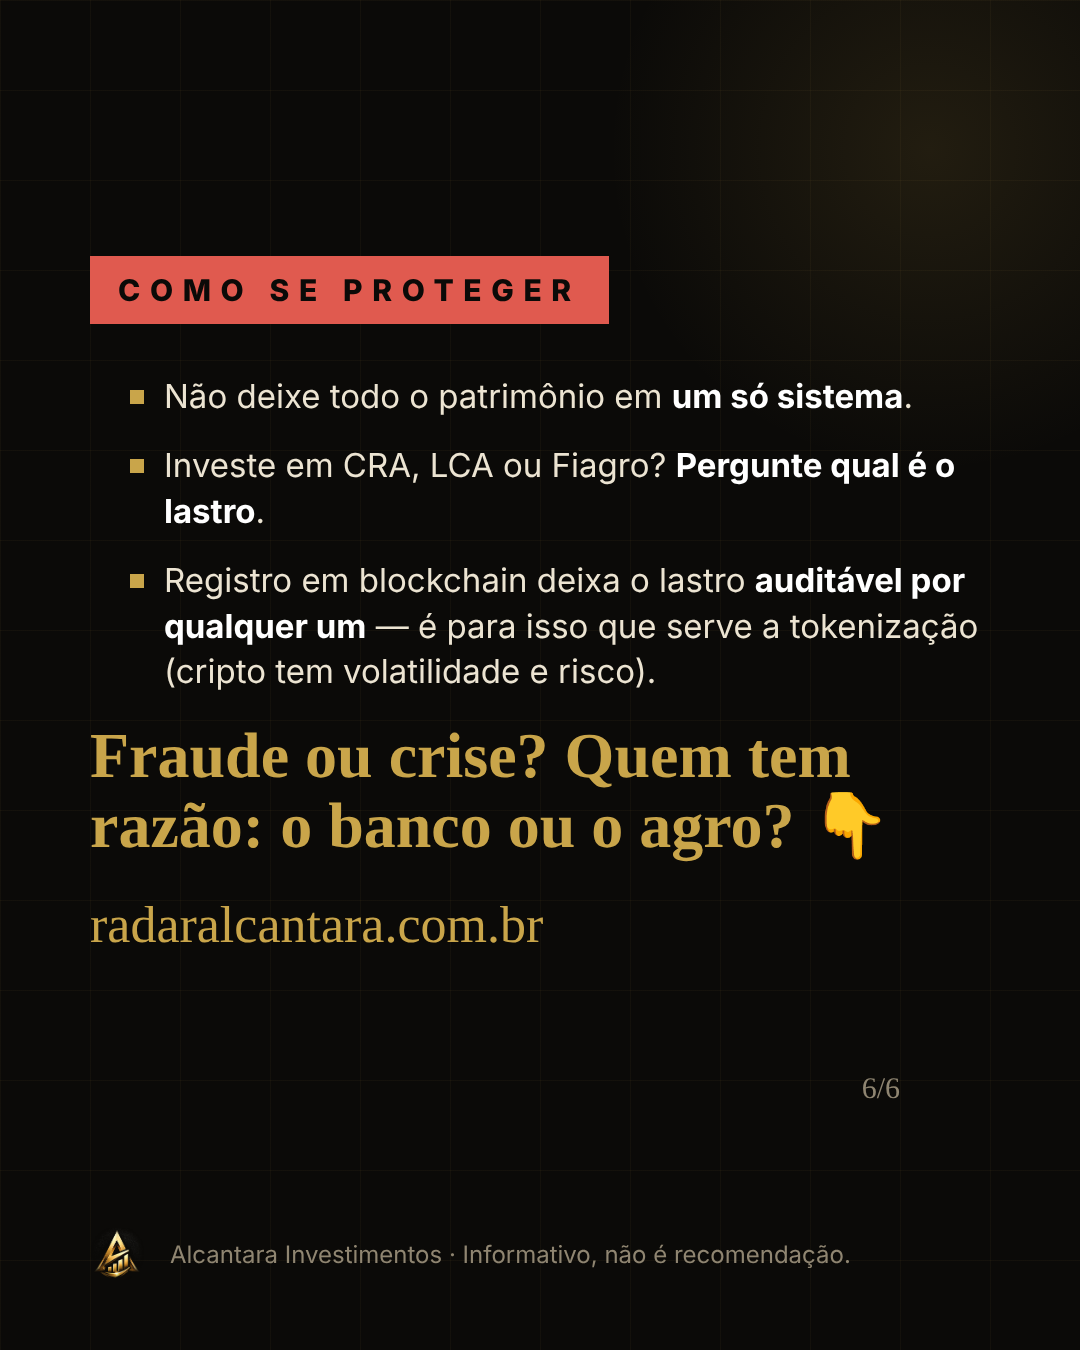 COMO SE PROTEGER
Não deixe todo o patrimônio em um só sistema.
Investe em CRA, LCA ou Fiagro? Pergunte qual é o
lastro.
Registro em blockchain deixa o lastro auditável por
qualquer um — é para isso que serve a tokenização
(cripto tem volatilidade e risco).
Fraude ou crise? Quem tem
razão: o banco ou o agro? 👇
radaralcantara.com.br
6/6
Alcantara Investimentos · Informativo, não é recomendação.